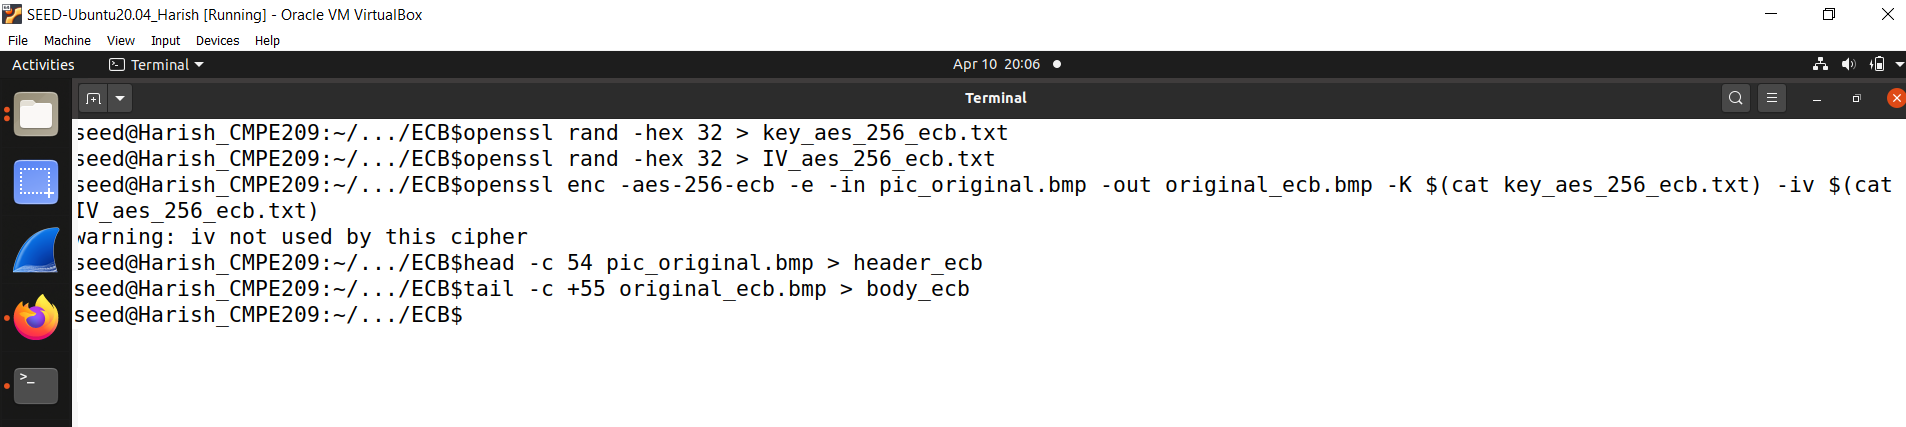 SEED-Ubuntu20.04_Harish [Running] - Oracle VM VirtualBox
File Machine View Input Devices Help
Activities Terminal Apr 10 20:06
Terminal
seed@Harish_CMPE209:~/.../ECB$openssl rand -hex 32 > key_aes_256_ecb.txt
seed@Harish_CMPE209:~/.../ECB$openssl rand -hex 32 > IV_aes_256_ecb.txt
seed@Harish_CMPE209:~/.../ECB$openssl enc -aes-256-ecb -e -in pic_original.bmp -out original_ecb.bmp -K $(cat key_aes_256_ecb.txt) -iv $(cat
IV_aes_256_ecb.txt)
warning: iv not used by this cipher
seed@Harish_CMPE209:~/.../ECB$head -c 54 pic_original.bmp > header_ecb
seed@Harish_CMPE209:~/.../ECB$tail -c +55 original_ecb.bmp > body_ecb
seed@Harish_CMPE209:~/.../ECB$